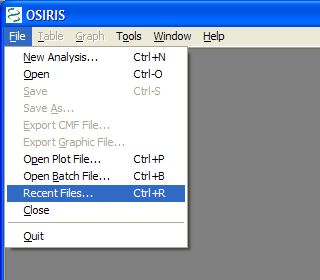 OSIRIS
File Table Graph Tools Window Help
New Analysis... Ctrl+N
Open Ctrl-O
Save Ctrl-S
Save As...
Export CMF File...
Export Graphic File...
Open Plot File... Ctrl+P
Open Batch File... Ctrl+B
Recent Files... Ctrl+R
Close
Quit